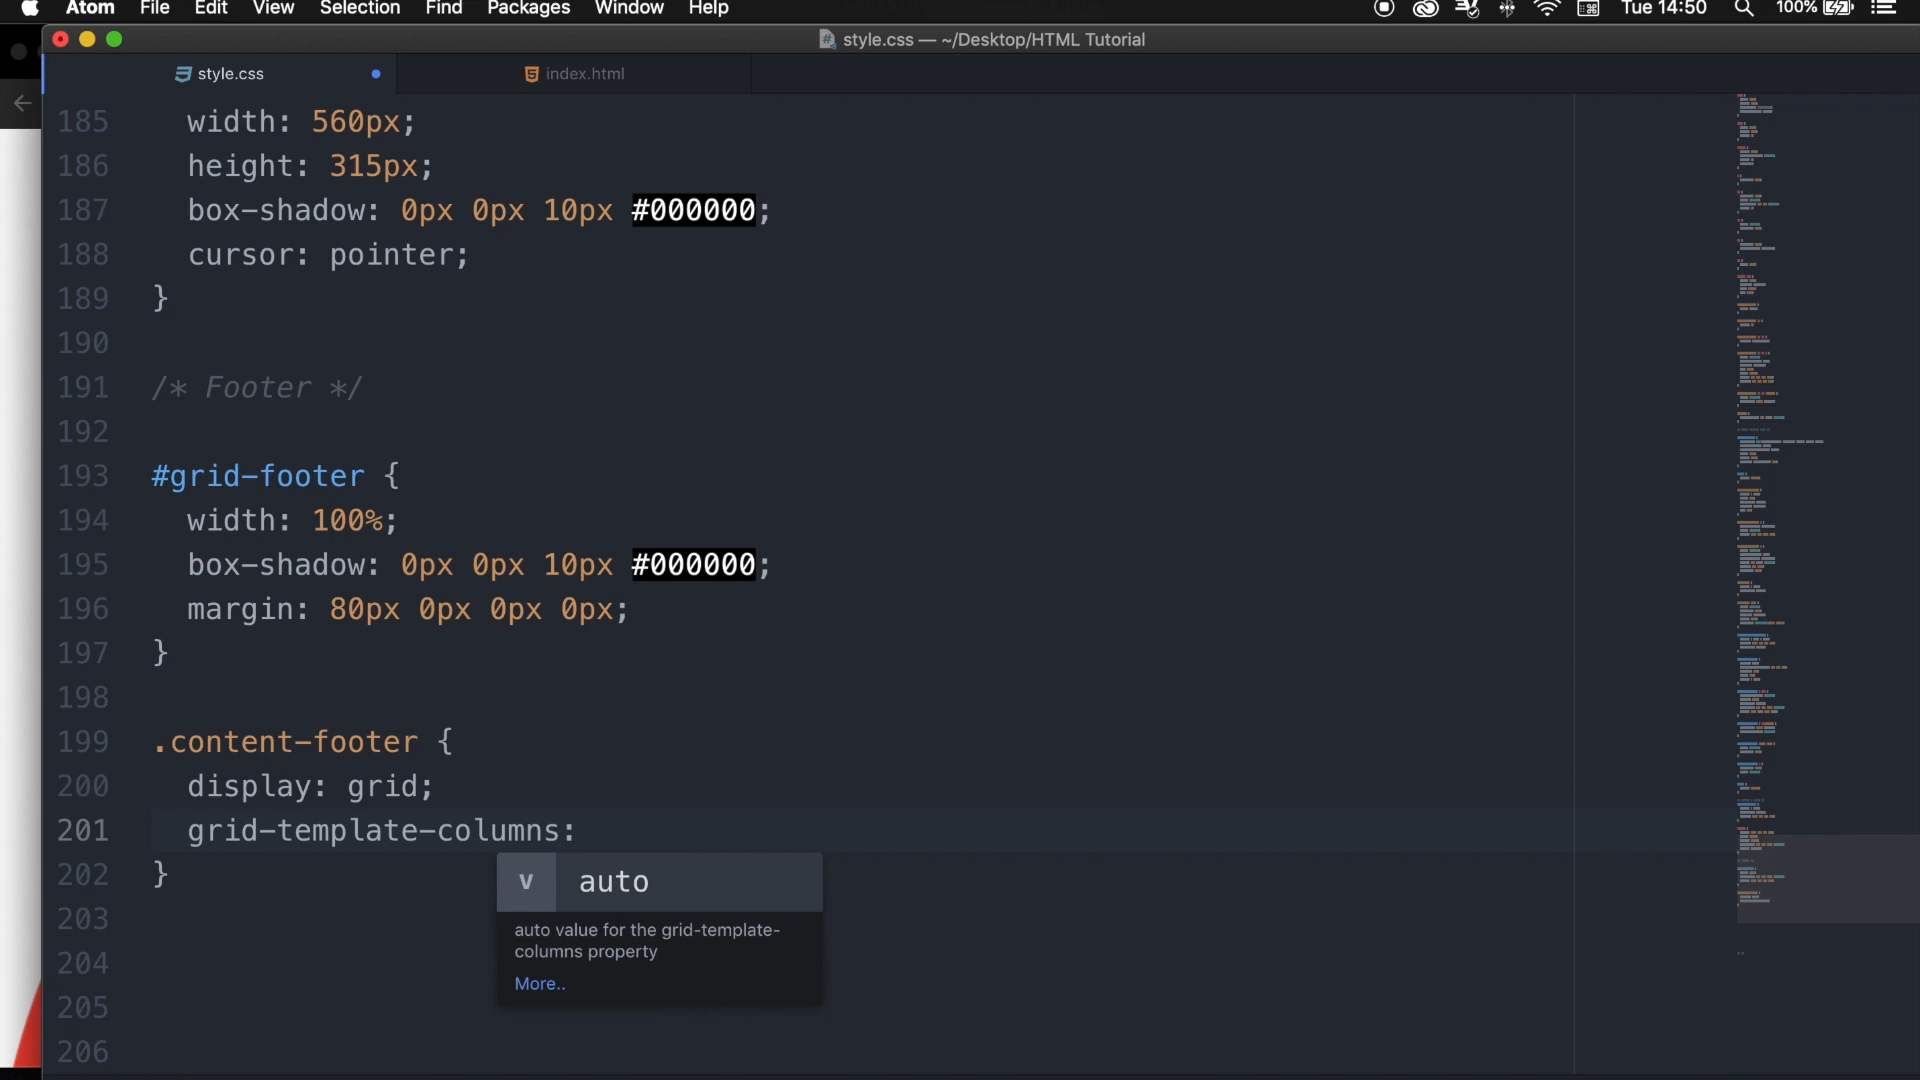 Atom File Edit View Selection Find Packages Window Help Tue 14:50 100%
style.css — ~/Desktop/HTML Tutorial
style.css index.html
185 width: 560px;
186 height: 315px;
187 box-shadow: 0px 0px 10px #000000;
188 cursor: pointer;
189 }
190
191 /* Footer */
192
193 #grid-footer {
194 width: 100%;
195 box-shadow: 0px 0px 10px #000000;
196 margin: 80px 0px 0px 0px;
197 }
198
199 .content-footer {
200 display: grid;
201 grid-template-columns:
202 }
v auto
203
auto value for the grid-template-
columns property
204
More..
205
206